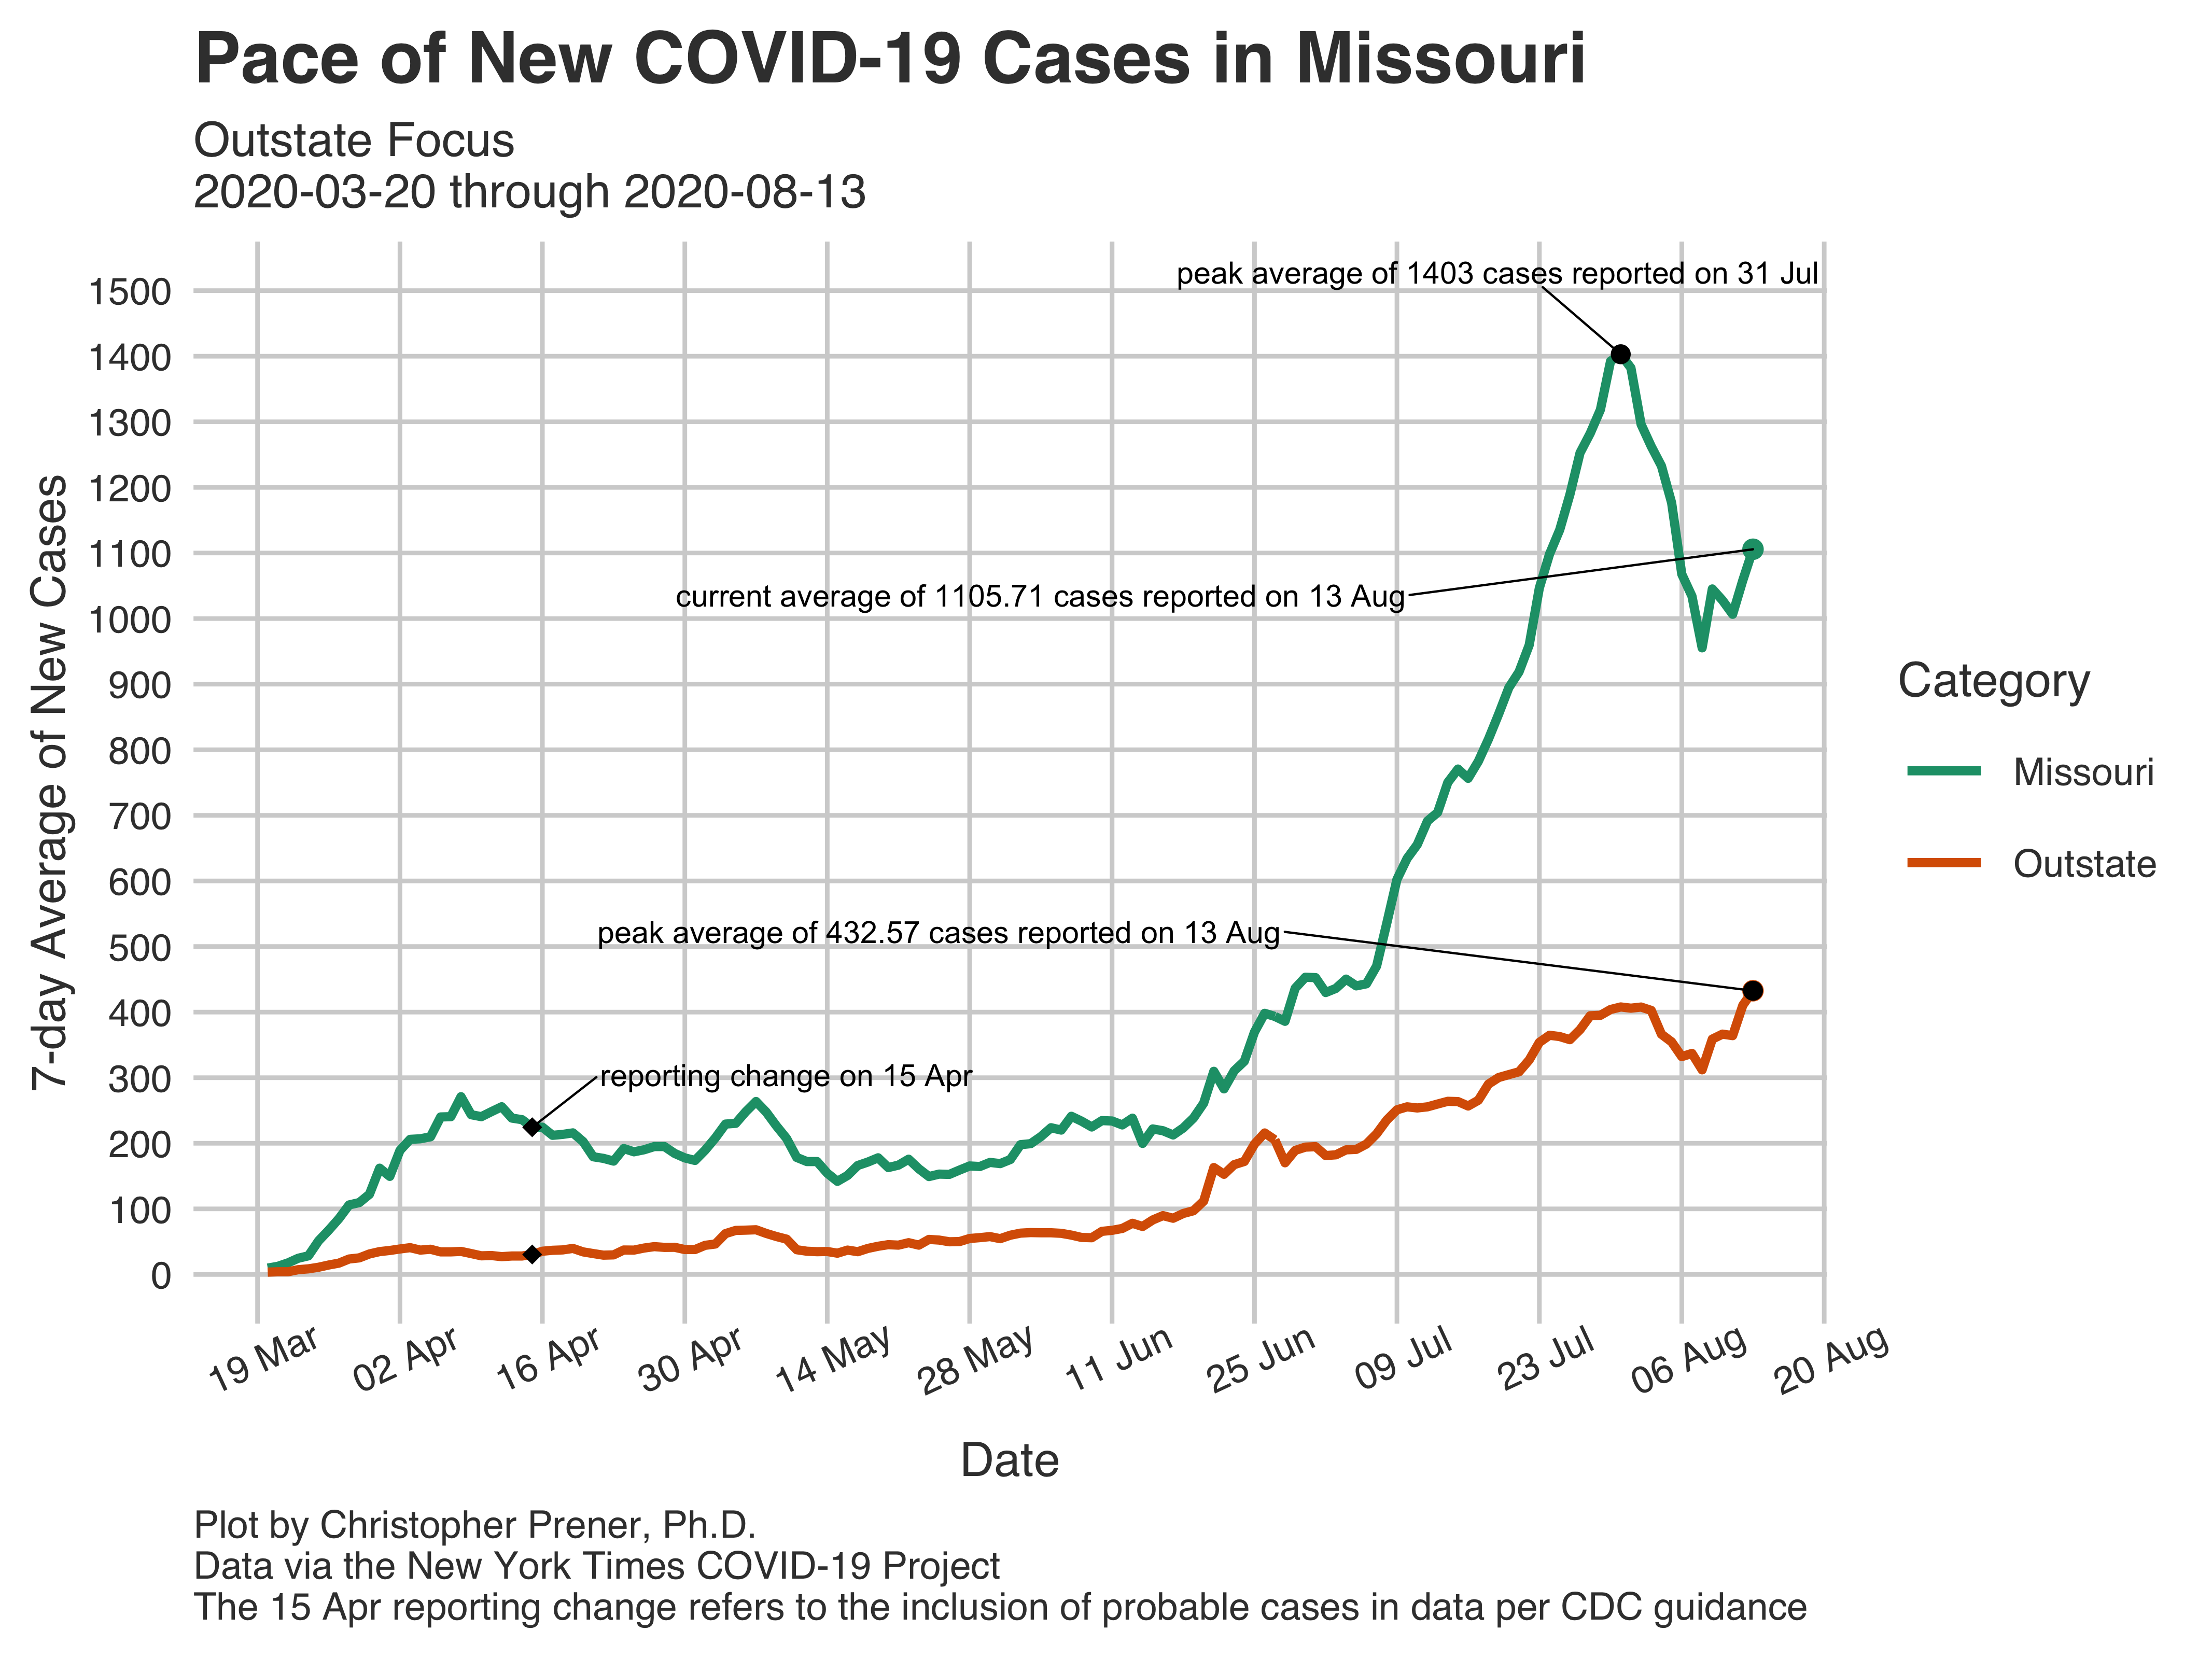 Pace of New COVID-19 Cases in Missouri
Outstate Focus
2020-03-20 through 2020-08-13
7-day Average of New Cases
1500
1400
1300
1200
1100
1000
900
800
700
600
500
400
300
200
100
0
peak average of 1403 cases reported on 31 Jul
current average of 1105.71 cases reported on 13 Aug
peak average of 432.57 cases reported on 13 Aug
reporting change on 15 Apr
19 Mar
02 Apr
16 Apr
30 Apr
14 May
28 May
11 Jun
25 Jun
09 Jul
23 Jul
06 Aug
20 Aug
Date
Category
Missouri
Outstate
Plot by Christopher Prener, Ph.D.
Data via the New York Times COVID-19 Project
The 15 Apr reporting change refers to the inclusion of probable cases in data per CDC guidance